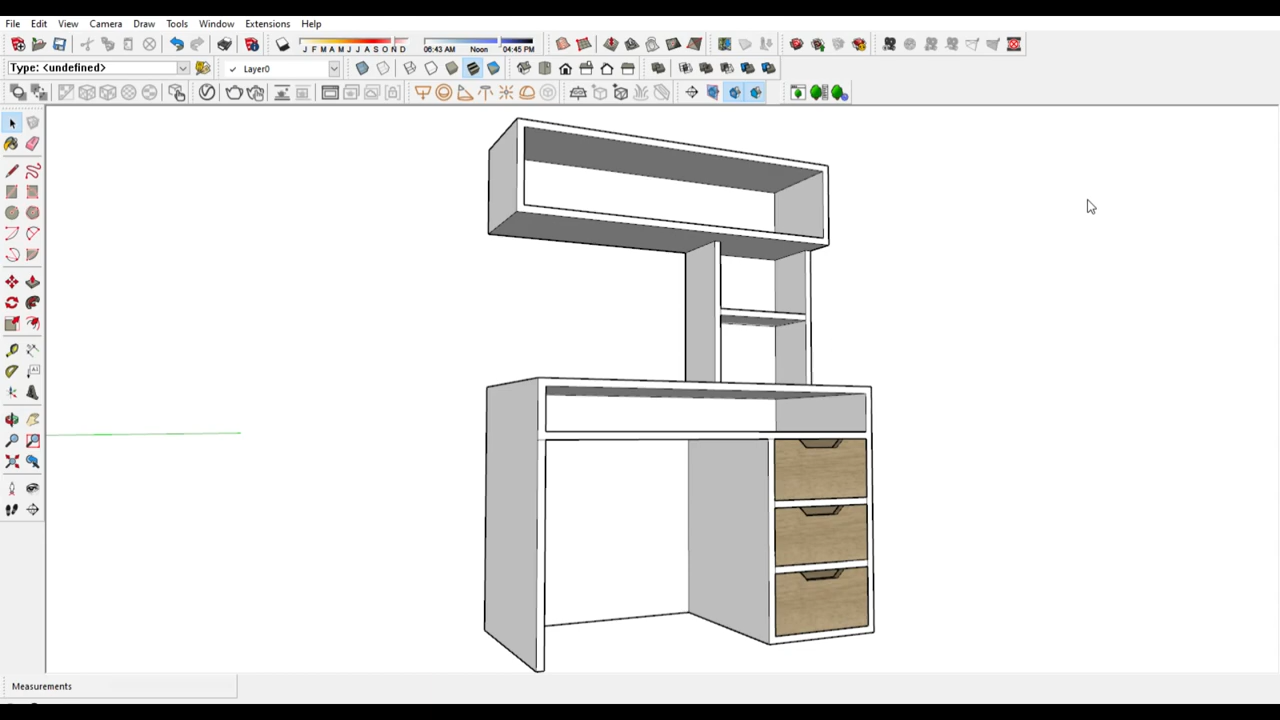 File Edit View Camera Draw Tools Window Extensions Help
J F M A M J J A S O N D 06:43 AM Noon 04:45 PM
Type: <undefined> ✓ Layer0
Measurements